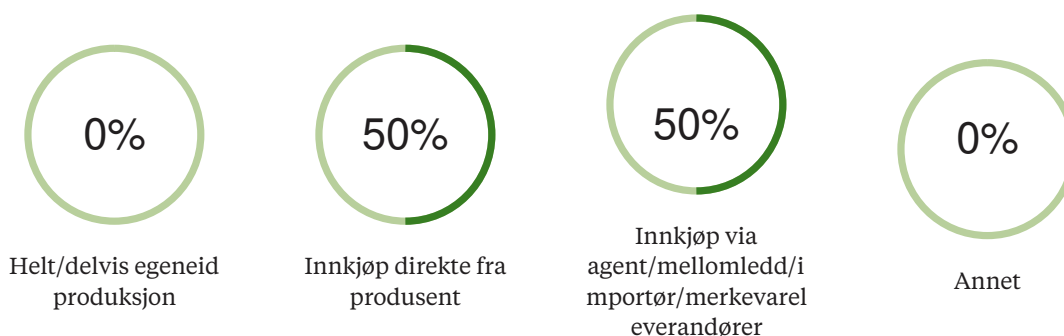 0%
Helt/delvis egeneid
produksjon
50%
Innkjøp direkte fra
produsent
50%
Innkjøp via
agent/mellomledd/i
mportør/merkevarel
everandører
0%
Annet